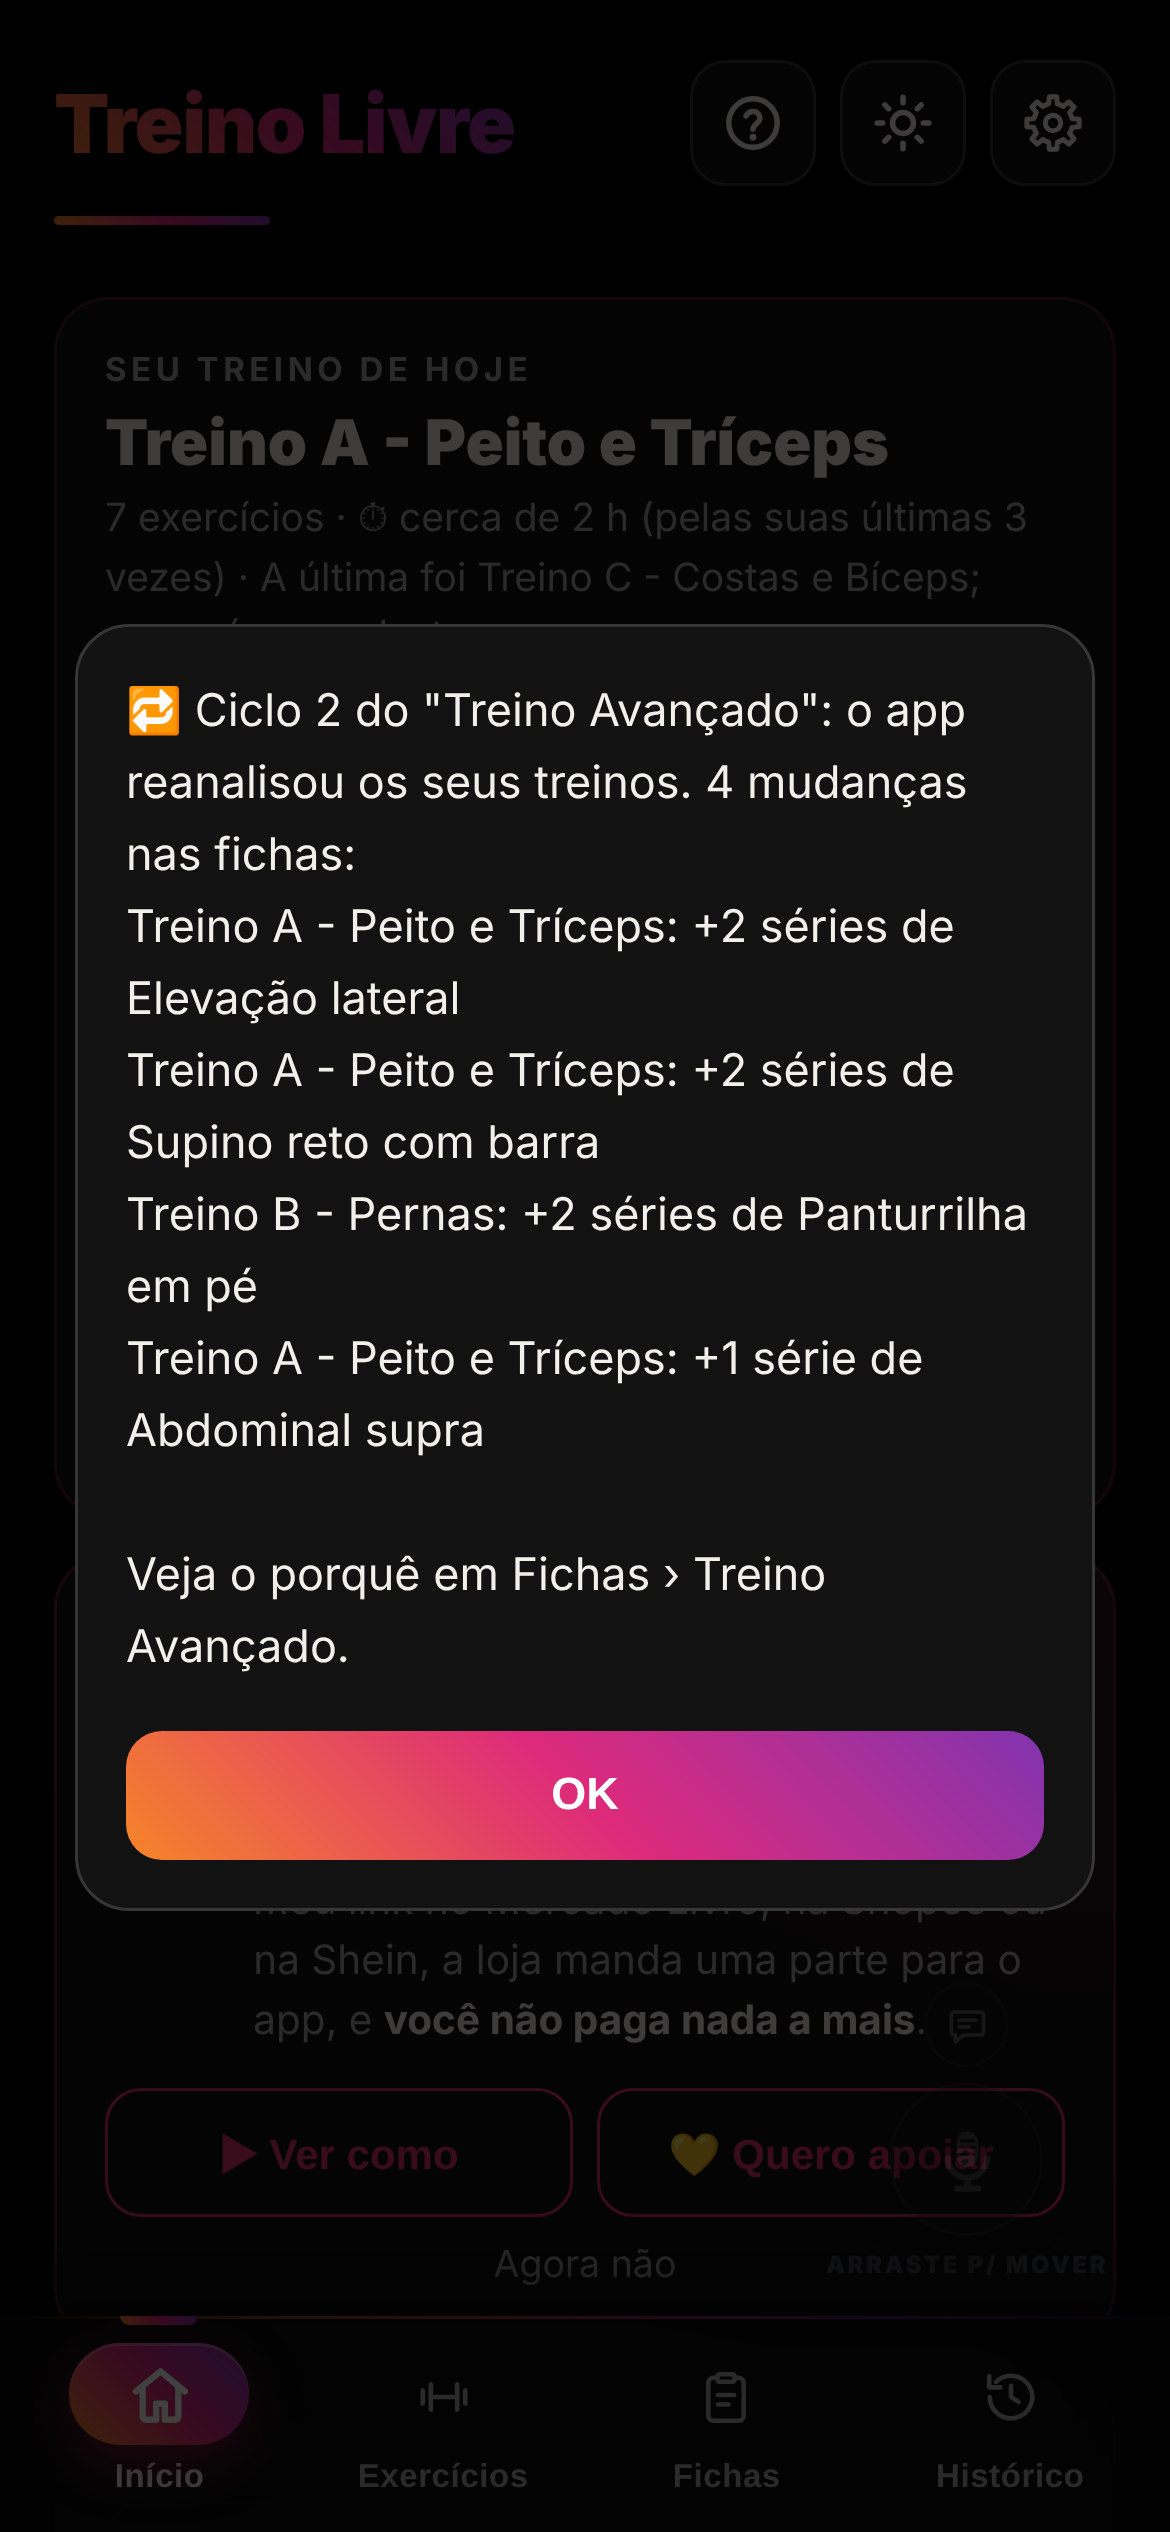 Treino Livre
SEU TREINO DE HOJE
Treino A - Peito e Tríceps
7 exercícios · ⏱ cerca de 2 h (pelas suas últimas 3
vezes) · A última foi Treino C - Costas e Bíceps;
🔁 Ciclo 2 do "Treino Avançado": o app
reanalisou os seus treinos. 4 mudanças
nas fichas:
Treino A - Peito e Tríceps: +2 séries de
Elevação lateral
Treino A - Peito e Tríceps: +2 séries de
Supino reto com barra
Treino B - Pernas: +2 séries de Panturrilha
em pé
Treino A - Peito e Tríceps: +1 série de
Abdominal supra
Veja o porquê em Fichas › Treino
Avançado.
OK
na Shein, a loja manda uma parte para o
app, e você não paga nada a mais.
▶ Ver como
💛 Quero apoiar
Agora não
ARRASTE P/ MOVER
Início
Exercícios
Fichas
Histórico